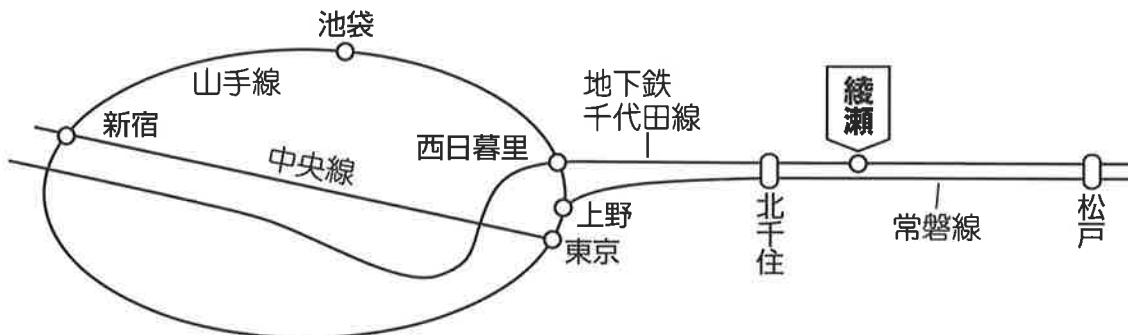 池袋
山手線
新宿
中央線
西日暮里
地下鉄
千代田線
綾瀬
上野
東京
北千住
常磐線
松戸